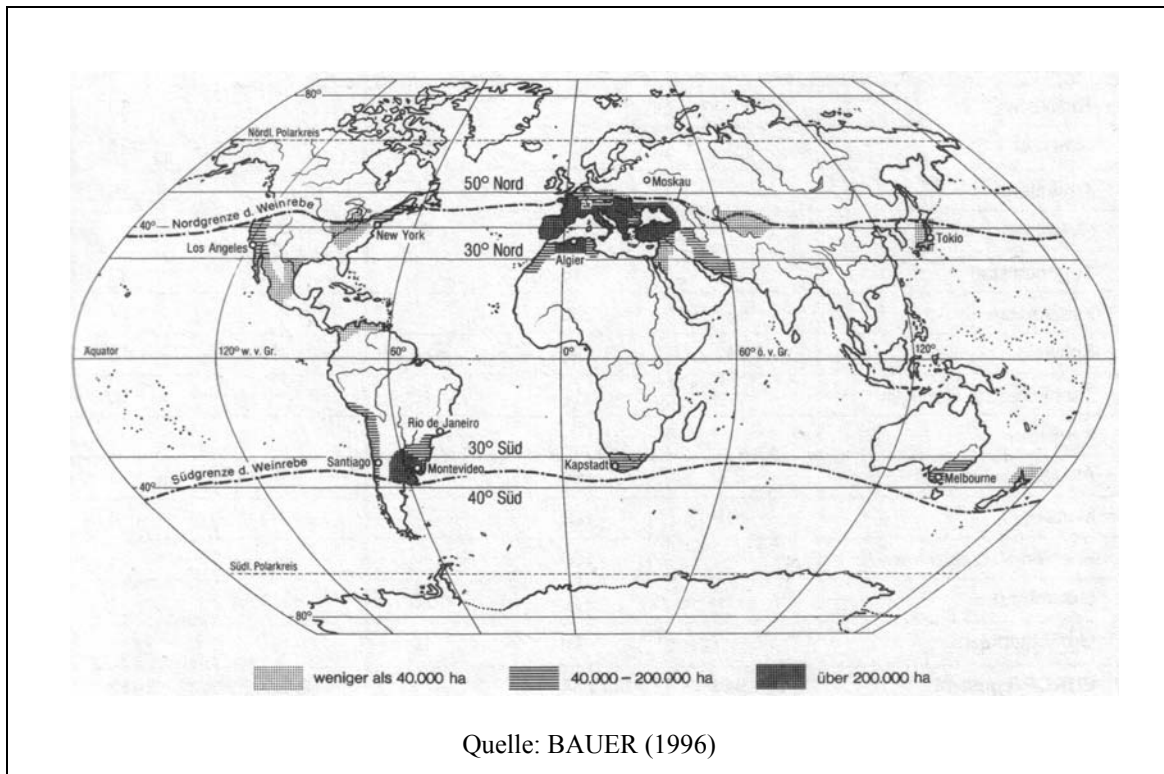 80°
Nördl. Polarkreis
50° Nord
Moskau
40° — Nordgrenze d. Weinrebe
New York
Los Angeles
30° Nord
Algier
Tokio
Äquator
120° w. v. Gr.
60°
0°
60° ö. v. Gr.
120°
Rio de Janeiro
30° Süd
Santiago
Montevideo
Kapstadt
Melbourne
Südgrenze d. Weinrebe
40°
40° Süd
Südl. Polarkreis
80°
weniger als 40.000 ha
40.000 – 200.000 ha
über 200.000 ha
Quelle: BAUER (1996)